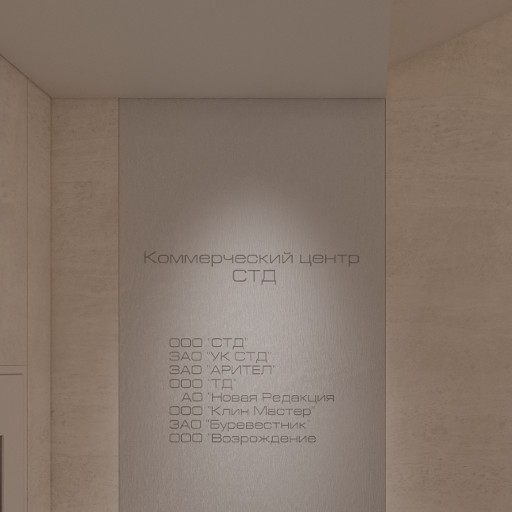 Коммерческий центр
СТД
ООО "СТД"
ЗАО "УК СТД"
ЗАО "АРИТЕЛ"
ООО "ТД"
АО "Новая Редакция
ООО "Клин Мастер"
ЗАО "Буревестник"
ООО "Возрождение